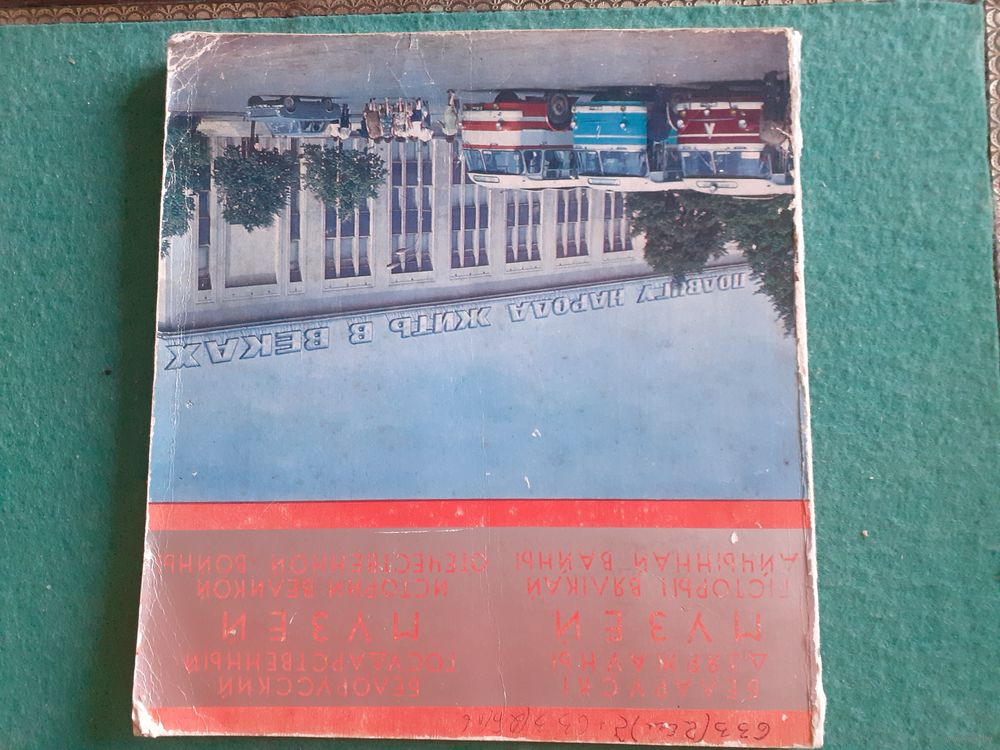 БЕЛАРУСКІ
ДЗЯРЖАЎНЫ
МУЗЕЙ
ГІСТОРЫІ ВЯЛІКАЙ
АЙЧЫННАЙ ВАЙНЫ
БЕЛОРУССКИЙ
ГОСУДАРСТВЕННЫЙ
МУЗЕЙ
ИСТОРИИ ВЕЛИКОЙ
ОТЕЧЕСТВЕННОЙ ВОЙНЫ
ПОДВИГУ НАРОДА ЖИТЬ В ВЕКАХ